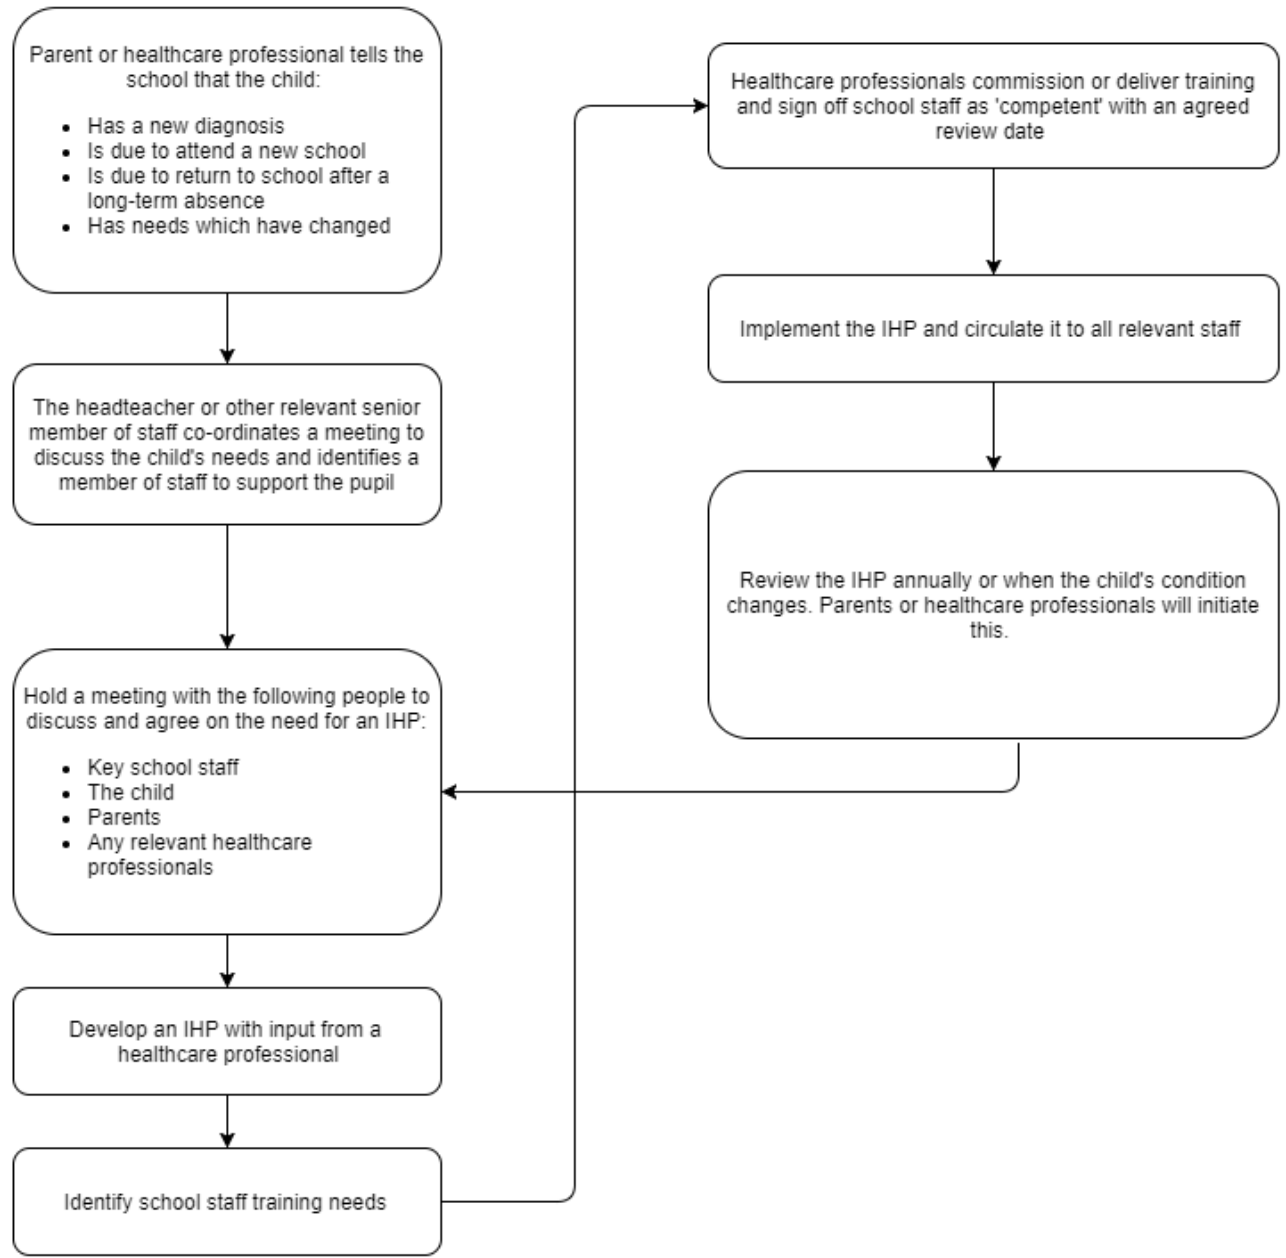 Parent or healthcare professional tells the
school that the child:
• Has a new diagnosis
• Is due to attend a new school
• Is due to return to school after a
long-term absence
• Has needs which have changed
The headteacher or other relevant senior
member of staff co-ordinates a meeting to
discuss the child's needs and identifies a
member of staff to support the pupil
Hold a meeting with the following people to
discuss and agree on the need for an IHP:
• Key school staff
• The child
• Parents
• Any relevant healthcare
professionals
Develop an IHP with input from a
healthcare professional
Identify school staff training needs
Healthcare professionals commission or deliver training
and sign off school staff as 'competent' with an agreed
review date
Implement the IHP and circulate it to all relevant staff
Review the IHP annually or when the child's condition
changes. Parents or healthcare professionals will initiate
this.